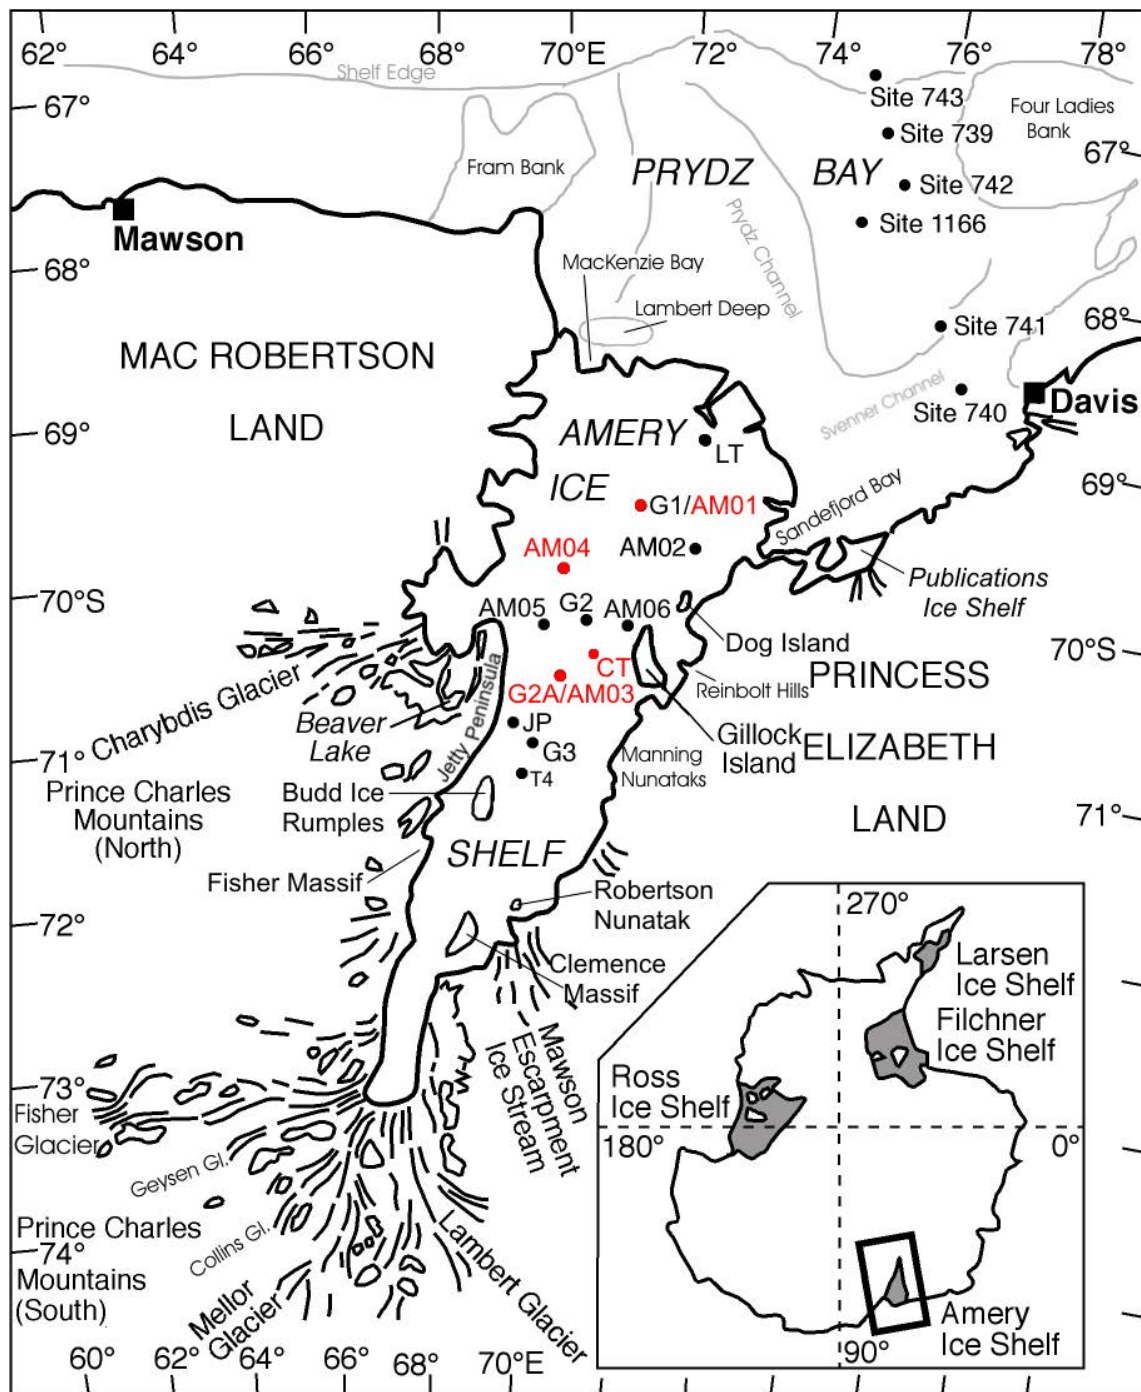 62°
64°
66°
68°
70°E
72°
74°
76°
78°
Shelf Edge
67°
Site 743
Four Ladies
Bank
Site 739
67°
Fram Bank
PRYDZ
BAY
Site 742
Prydz Channel
Site 1166
Mawson
68°
MacKenzie Bay
Lambert Deep
68°
Site 741
MAC ROBERTSON
LAND
Svenner Channel
Site 740
Davis
69°
AMERY
LT
ICE
69°
G1/AM01
Sandefjord Bay
AM04
AM02
Publications
Ice Shelf
70°S
AM05
G2
AM06
Dog Island
70°S
CT
Reinbolt Hills
PRINCESS
G2A/AM03
Charybdis Glacier
Beaver
Lake
Jetty Peninsula
JP
G3
Manning
Nunataks
Gillock
Island
ELIZABETH
71°
T4
Prince Charles
Mountains
(North)
Budd Ice
Rumples
LAND
71°
SHELF
Fisher Massif
Robertson
Nunatak
72°
Clemence
Massif
Mawson
Escarpment
Ice Stream
73°
Fisher
Glacier
Geysen Gl.
Prince Charles
Mountains
(South)
74°
Collins Gl.
Mellor
Glacier
Lambert Glacier
60°
62°
64°
66°
68°
70°E
270°
Larsen
Ice Shelf
Filchner
Ice Shelf
Ross
Ice Shelf
180°
0°
Amery
Ice Shelf
90°